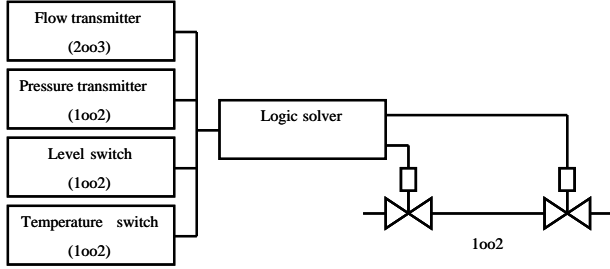 Flow transmitter
(2oo3)
Pressure transmitter
(1oo2)
Level switch
(1oo2)
Temperature switch
(1oo2)
Logic solver
1oo2